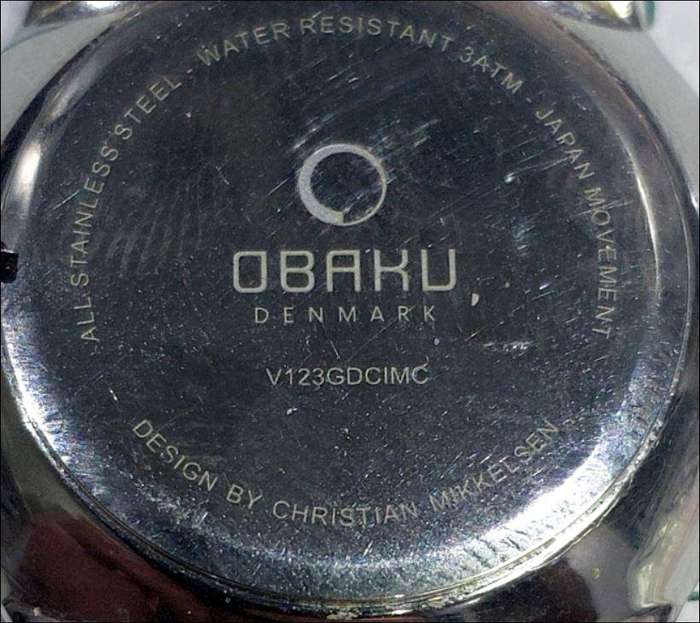 ALL STAINLESS STEEL - WATER RESISTANT 3ATM - JAPAN MOVEMENT
OBAKU
DENMARK
V123GDCIMC
DESIGN BY CHRISTIAN MIKKELSEN